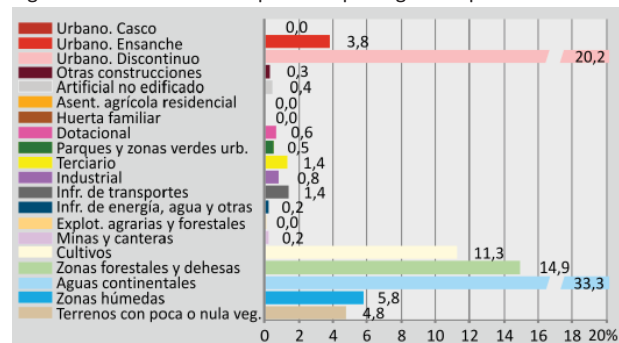 Urbano. Casco 0,0
Urbano. Ensanche 3,8
Urbano. Discontinuo 20,2
Otras construcciones 0,3
Artificial no edificado 0,4
Asent. agrícola residencial 0,0
Huerta familiar 0,0
Dotacional 0,6
Parques y zonas verdes urb. 0,5
Terciario 1,4
Industrial 0,8
Infr. de transportes 1,4
Infr. de energía, agua y otras 0,2
Explot. agrarias y forestales 0,0
Minas y canteras 0,2
Cultivos 11,3
Zonas forestales y dehesas 14,9
Aguas continentales 33,3
Zonas húmedas 5,8
Terrenos con poca o nula veg. 4,8
0 2 4 6 8 10 12 14 16 18 20%